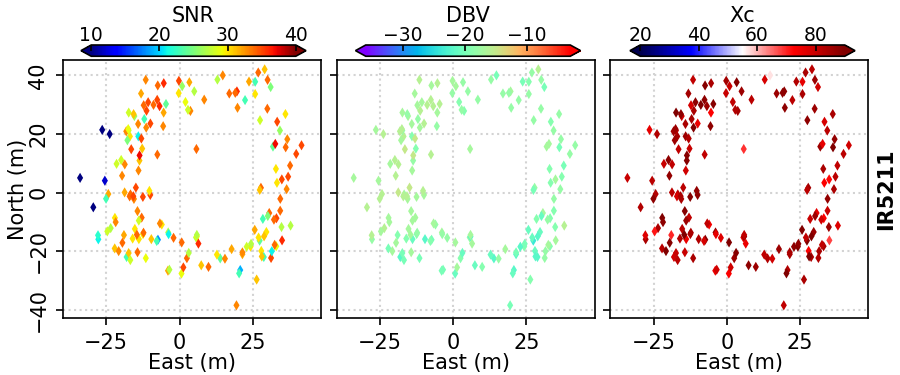 SNR DBV Xc
10 20 30 40 −30 −20 −10 20 40 60 80
40
20
0
−20
−40
North (m)
IR5211
−25 0 25 −25 0 25 −25 0 25
East (m) East (m) East (m)